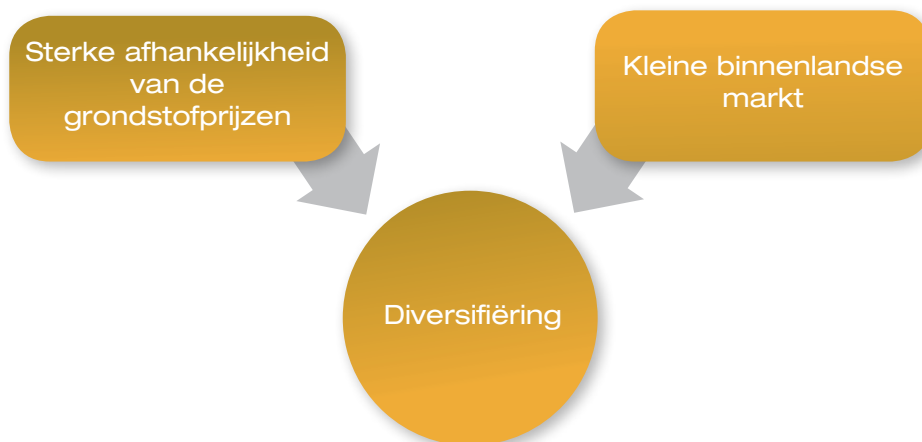 Sterke afhankelijkheid
van de
grondstofprijzen
Kleine binnenlandse
markt
Diversifiëring